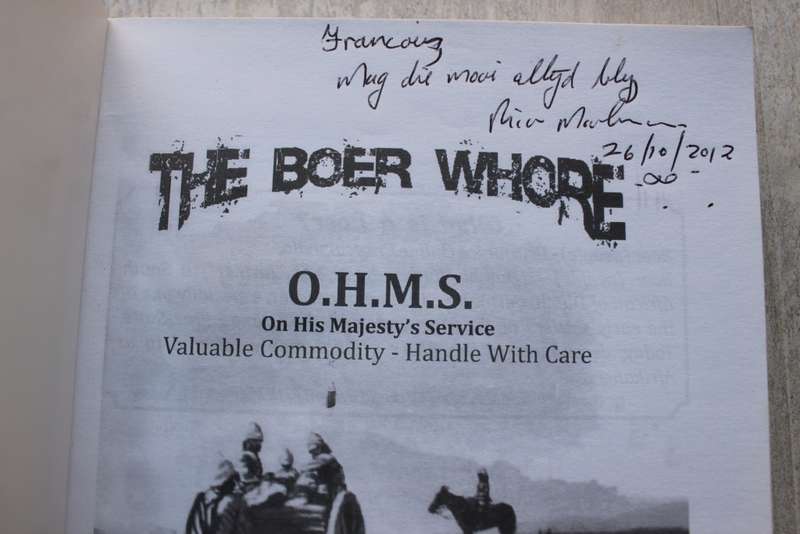 Mag die mooi altyd bly
26/10/2012
THE BOER WHORE
O.H.M.S.
On His Majesty's Service
Valuable Commodity - Handle With Care